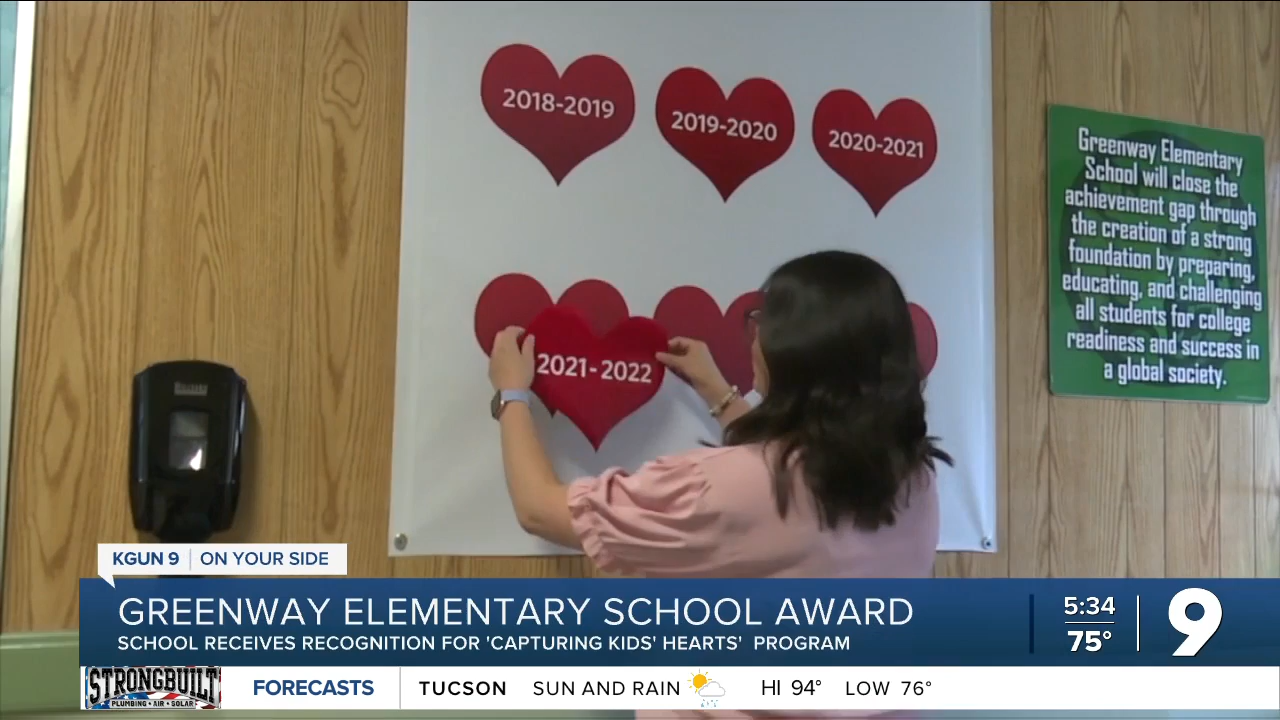 2018-2019
2019-2020
2020-2021
2021-2022
Greenway Elementary
School will close the
achievement gap through
the creation of a strong
foundation by preparing,
educating, and challenging
all students for college
readiness and success in
a global society.
KGUN 9 | ON YOUR SIDE
GREENWAY ELEMENTARY SCHOOL AWARD
SCHOOL RECEIVES RECOGNITION FOR 'CAPTURING KIDS' HEARTS' PROGRAM
5:34
75°
9
STRONGBUILT
PLUMBING • AIR • SOLAR
FORECASTS
TUCSON SUN AND RAIN HI 94° LOW 76°